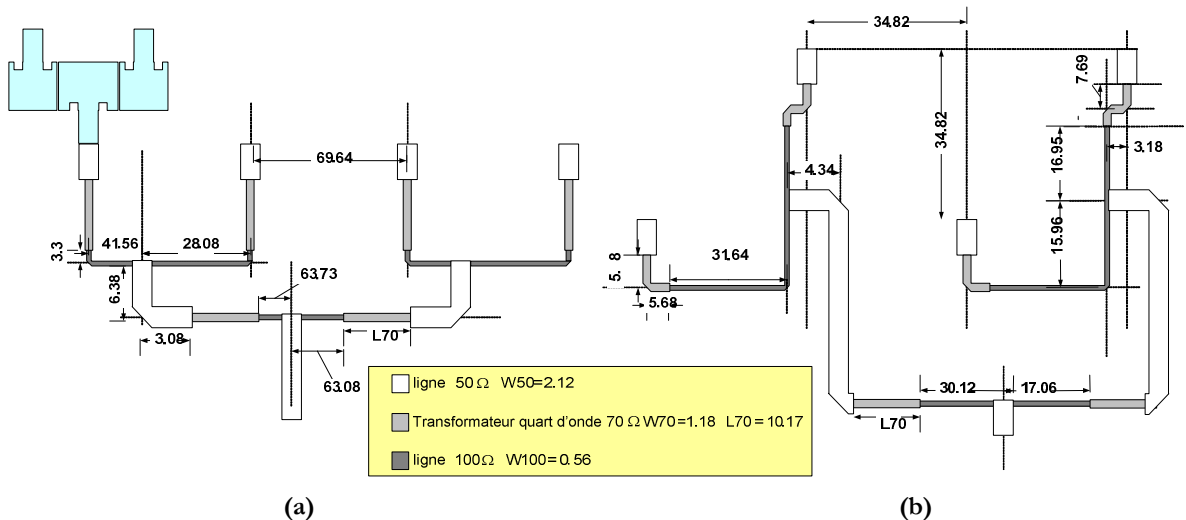 34.82
7.69
34.82
69.64
16.95
3.18
4.34
15.96
3.3
41.56
28.08
31.64
5. 8
63.73
6.38
5.68
3.08
L70
63.08
30.12
17.06
L70
ligne 50Ω W50=2.12
Transformateur quart d'onde 70 Ω W70=1.18 L70=10.17
ligne 100Ω W100=0.56
(a)
(b)